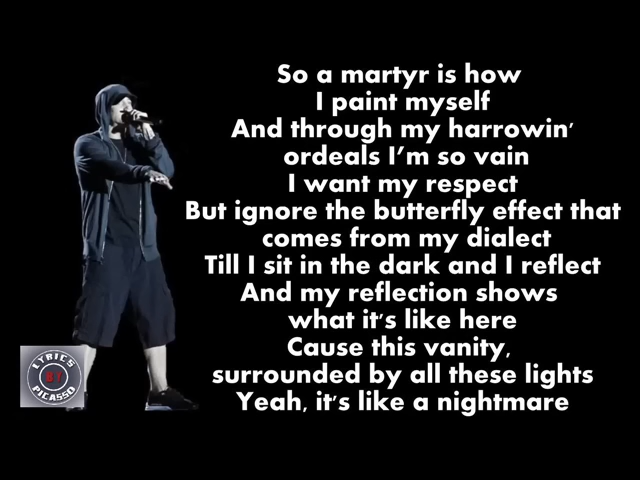 So a martyr is how
I paint myself
And through my harrowin'
ordeals I'm so vain
I want my respect
But ignore the butterfly effect that
comes from my dialect
Till I sit in the dark and I reflect
And my reflection shows
what it's like here
Cause this vanity,
surrounded by all these lights
Yeah, it's like a nightmare
LYRICS
BY
PICASSO